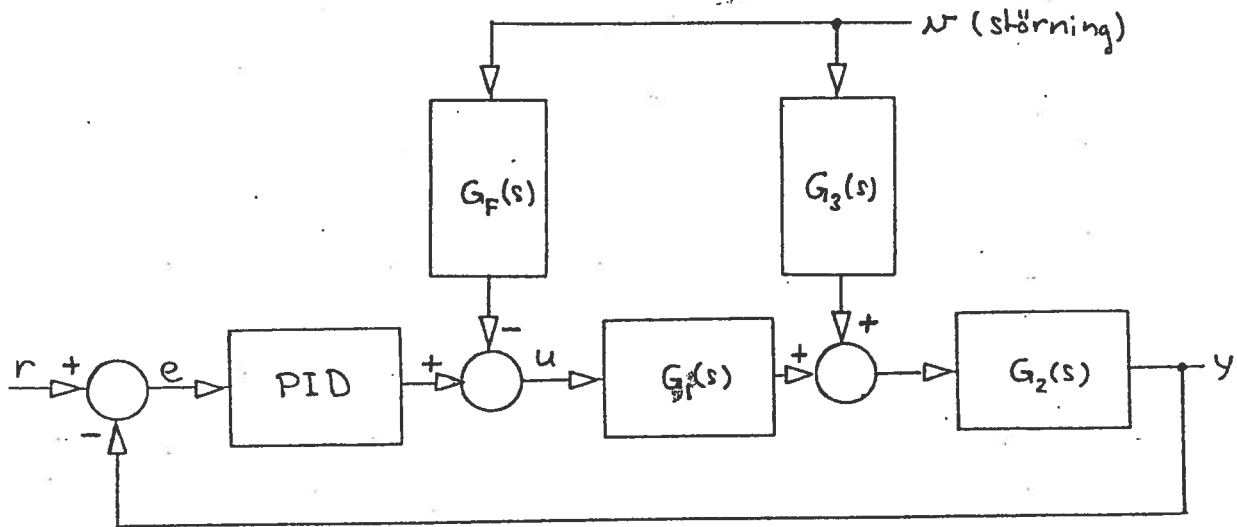 v (störning)
G_F(s)
G_3(s)
r
+
-
e
PID
+
-
u
G_1(s)
+
+
G_2(s)
y